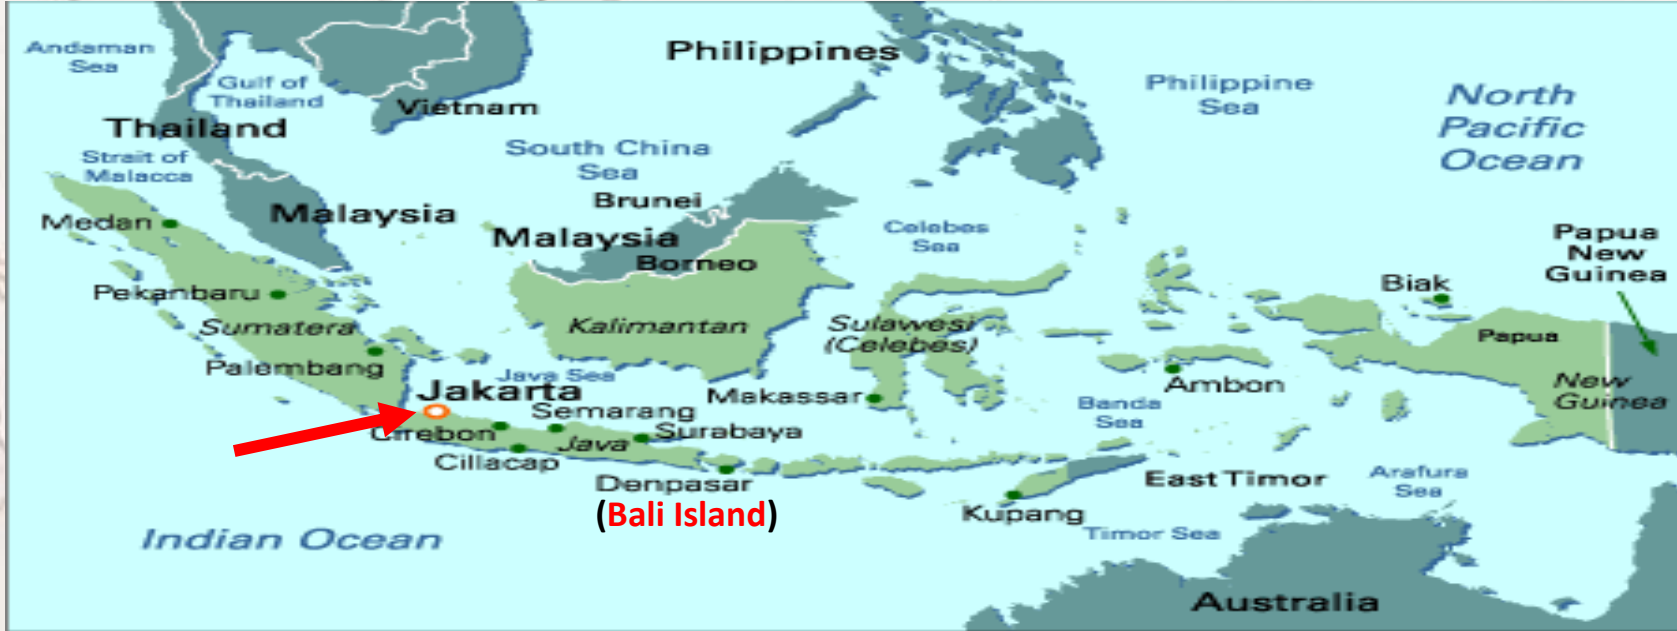 Andaman
Sea
Gulf of
Thailand
Thailand
Vietnam
Philippines
Philippine
Sea
North
Pacific
Ocean
Strait of
Malacca
South China
Sea
Medan
Malaysia
Brunei
Malaysia
Borneo
Celebes
Sea
Papua
New
Guinea
Pekanbaru
Sumatera
Kalimantan
Sulawesi
(Celebes)
Biak
Papua
Palembang
Java Sea
Jakarta
Makassar
Ambon
New
Guinea
Semarang
Banda
Sea
Cirrebon
Java
Surabaya
Cillacap
Denpasar
(Bali Island)
East Timor
Arafura
Sea
Kupang
Timor Sea
Indian Ocean
Australia